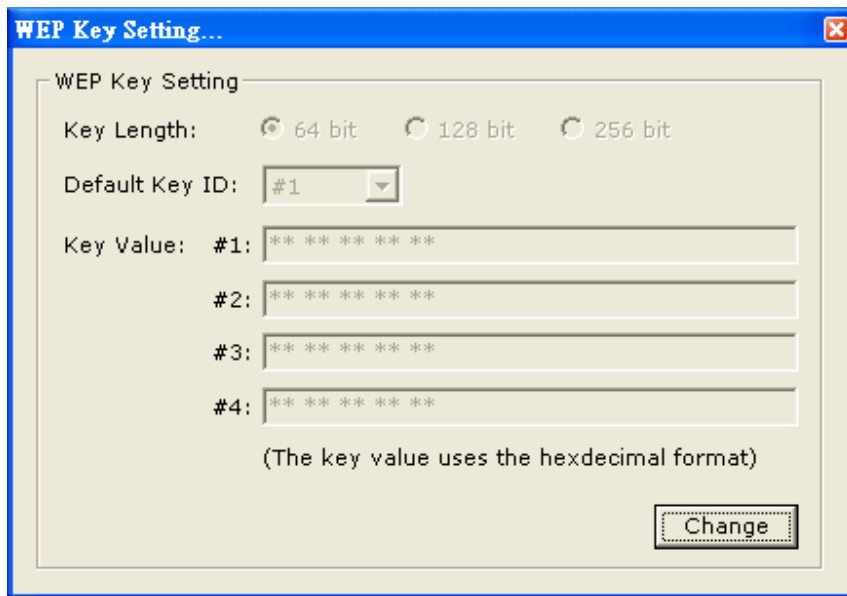 WEP Key Setting...
WEP Key Setting
Key Length: 64 bit 128 bit 256 bit
Default Key ID: #1
Key Value: #1: ** ** ** ** **
#2: ** ** ** ** **
#3: ** ** ** ** **
#4: ** ** ** ** **
(The key value uses the hexdecimal format)
Change